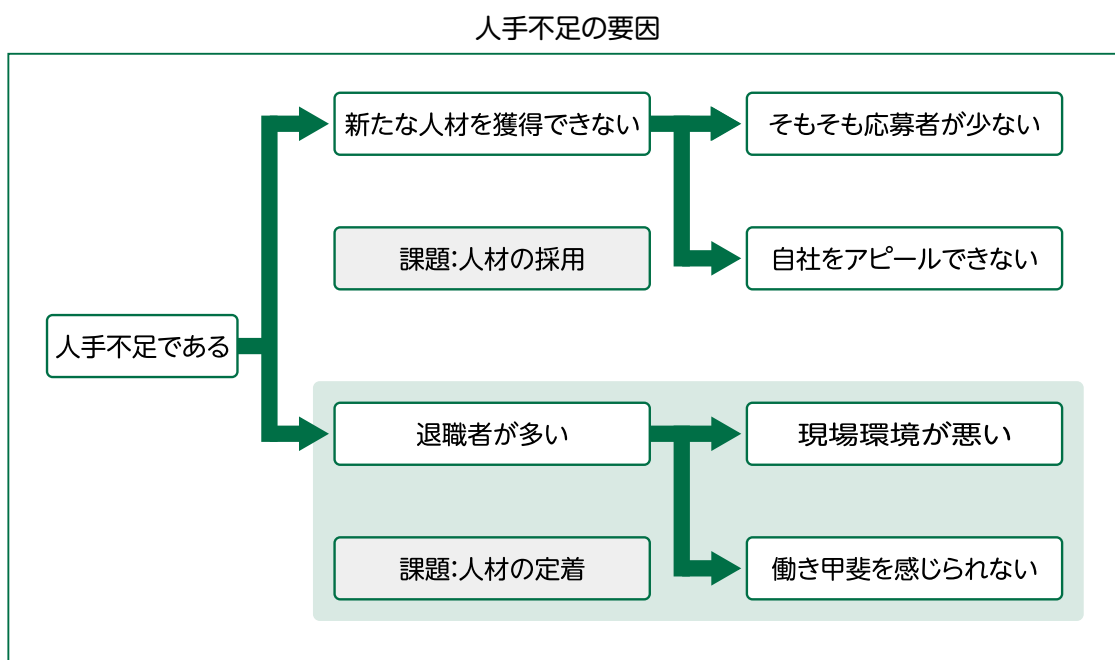 人手不足の要因
人手不足である
新たな人材を獲得できない
そもそも応募者が少ない
課題:人材の採用
自社をアピールできない
退職者が多い
現場環境が悪い
課題:人材の定着
働き甲斐を感じられない